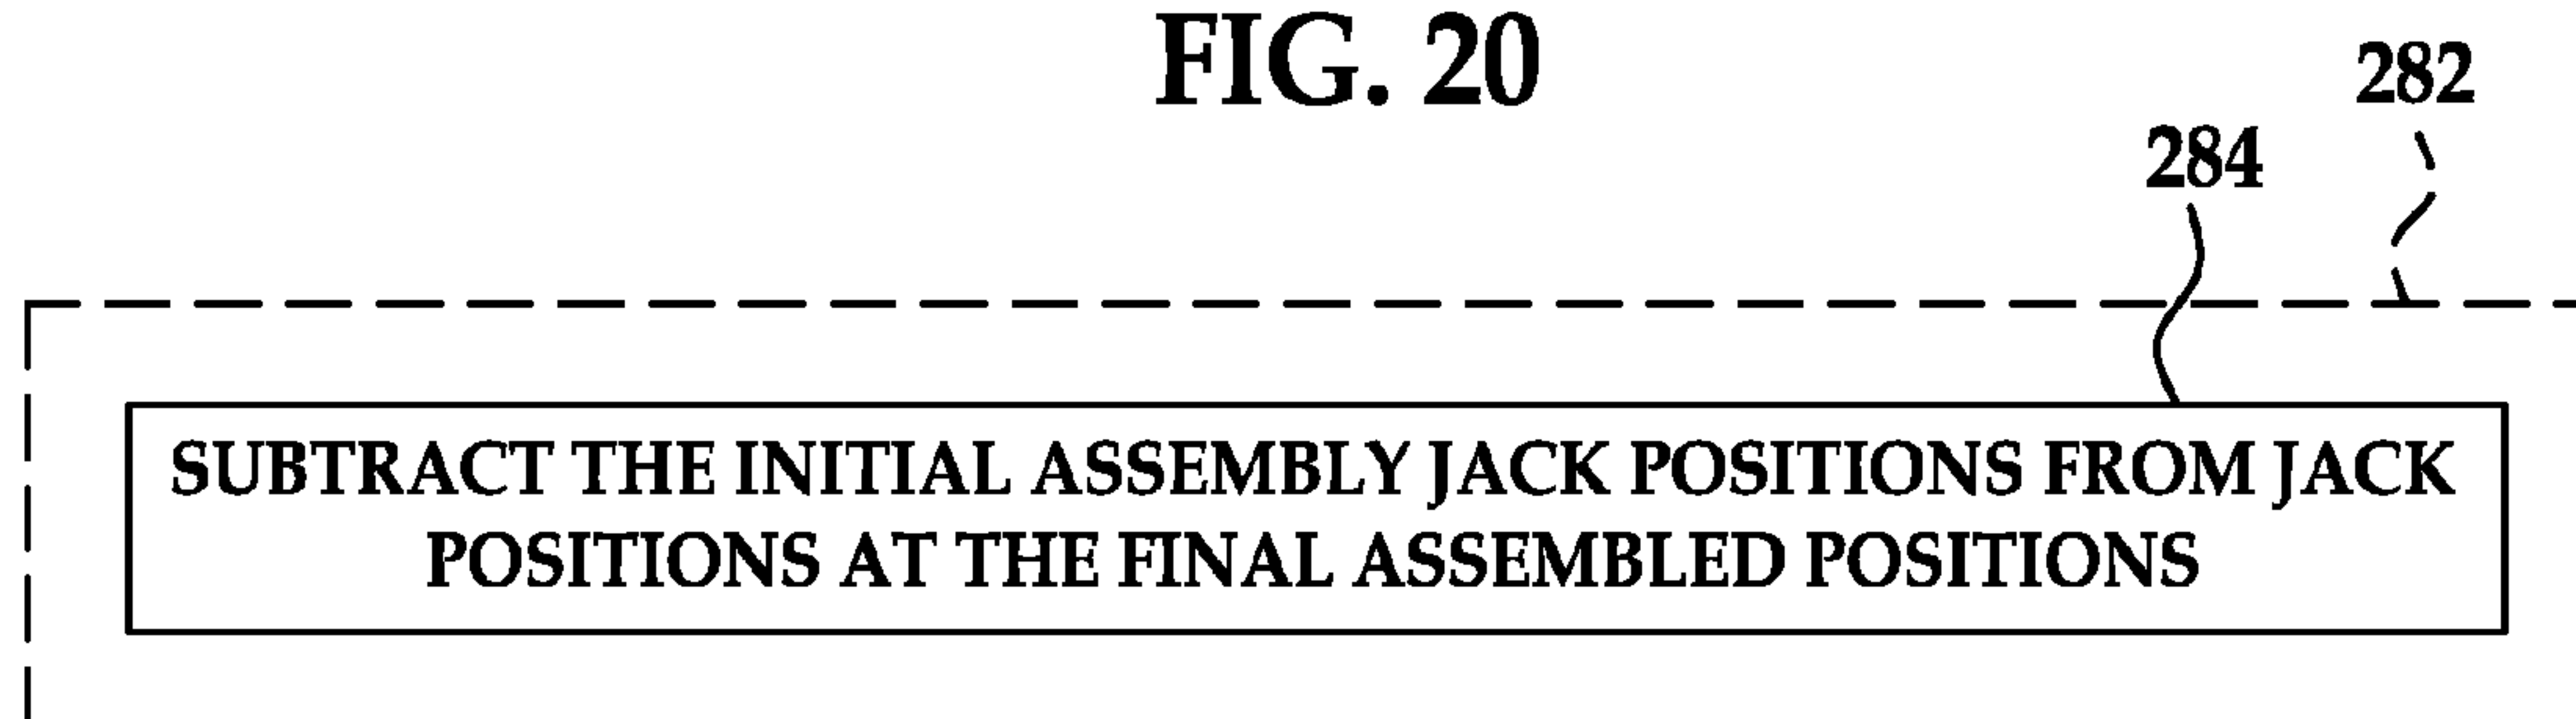 FIG. 20
282
284
SUBTRACT THE INITIAL ASSEMBLY JACK POSITIONS FROM JACK
POSITIONS AT THE FINAL ASSEMBLED POSITIONS